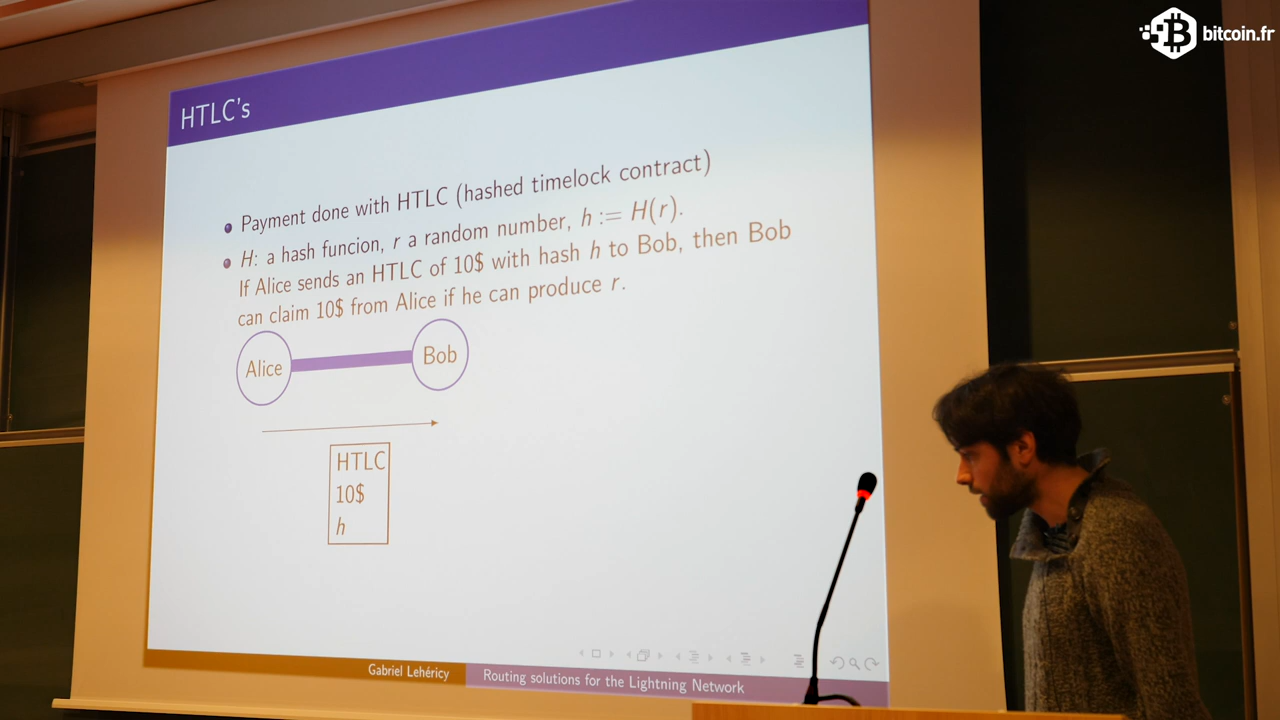 bitcoin.fr
HTLC's
Payment done with HTLC (hashed timelock contract)
H: a hash funcion, r a random number, h := H(r).
If Alice sends an HTLC of 10$ with hash h to Bob, then Bob
can claim 10$ from Alice if he can produce r.
Alice
Bob
HTLC
10$
h
Gabriel Lehéricy
Routing solutions for the Lightning Network